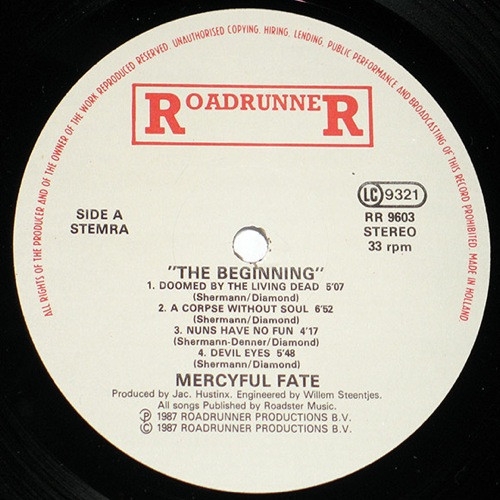 ALL RIGHTS OF THE PRODUCER AND OF THE OWNER OF THE WORK REPRODUCED RESERVED. UNAUTHORISED COPYING, HIRING, LENDING, PUBLIC PERFORMANCE AND BROADCASTING OF THIS RECORD PROHIBITED. MADE IN HOLLAND.
ROADRUNNER
LC 9321
SIDE A
STEMRA
RR 9603
STEREO
33 rpm
"THE BEGINNING"
1. DOOMED BY THE LIVING DEAD 5'07
(Shermann/Diamond)
2. A CORPSE WITHOUT SOUL 6'52
(Shermann/Diamond)
3. NUNS HAVE NO FUN 4'17
(Shermann-Denner/Diamond)
4. DEVIL EYES 5'48
(Shermann/Diamond)
MERCYFUL FATE
Produced by Jac. Hustinx. Engineered by Willem Steentjes.
All songs Published by Roadster Music.
Ⓟ 1987 ROADRUNNER PRODUCTIONS B.V.
© 1987 ROADRUNNER PRODUCTIONS B.V.